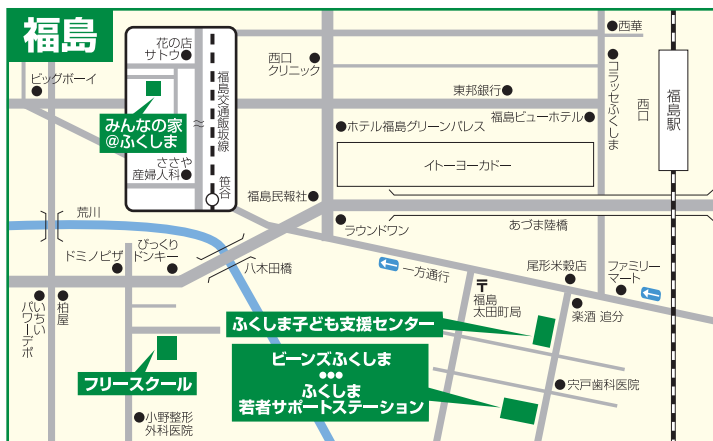 福島
花の店
サトウ
ビッグボーイ
みんなの家
@ふくしま
福島交通飯坂線
ささや
産婦人科
笹谷
西口
クリニック
西華
コラッセふくしま
西口
福島駅
東邦銀行
福島ビューホテル
ホテル福島グリーンパレス
イトーヨーカドー
福島民報社
あづま陸橋
ラウンドワン
荒川
ドミノピザ
びっくり
ドンキー
八木田橋
一方通行
尾形米穀店
ファミリー
マート
〒
福島
太田町局
楽酒 追分
いちい
パワーデポ
柏屋
ふくしま子ども支援センター
フリースクール
ビーンズふくしま
●●●
ふくしま
若者サポートステーション
宍戸歯科医院
小野整形
外科医院